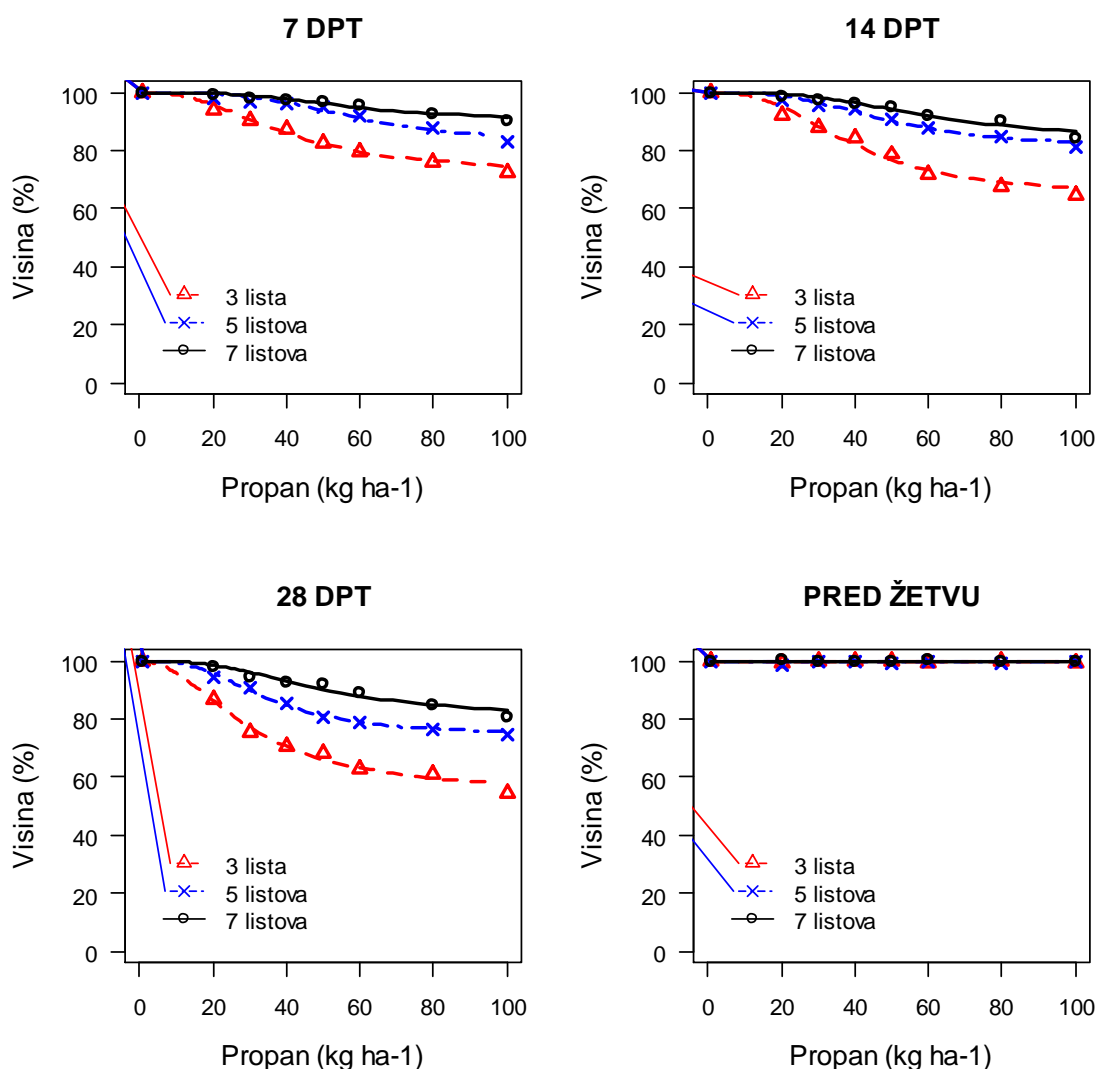 7 DPT
Visina (%)
100
80
60
40
20
0
3 lista
5 listova
7 listova
0 20 40 60 80 100
Propan (kg ha-1)
14 DPT
Visina (%)
100
80
60
40
20
0
3 lista
5 listova
7 listova
0 20 40 60 80 100
Propan (kg ha-1)
28 DPT
Visina (%)
100
80
60
40
20
0
3 lista
5 listova
7 listova
0 20 40 60 80 100
Propan (kg ha-1)
PRED ŽETVU
Visina (%)
100
80
60
40
20
0
3 lista
5 listova
7 listova
0 20 40 60 80 100
Propan (kg ha-1)